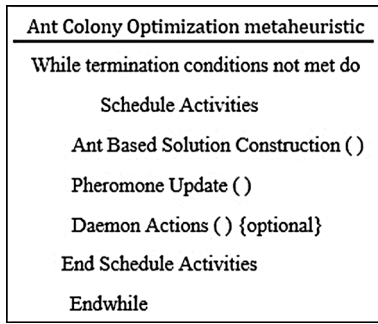 Ant Colony Optimization metaheuristic
While termination conditions not met do
Schedule Activities
Ant Based Solution Construction ( )
Pheromone Update ( )
Daemon Actions ( ) {optional}
End Schedule Activities
Endwhile